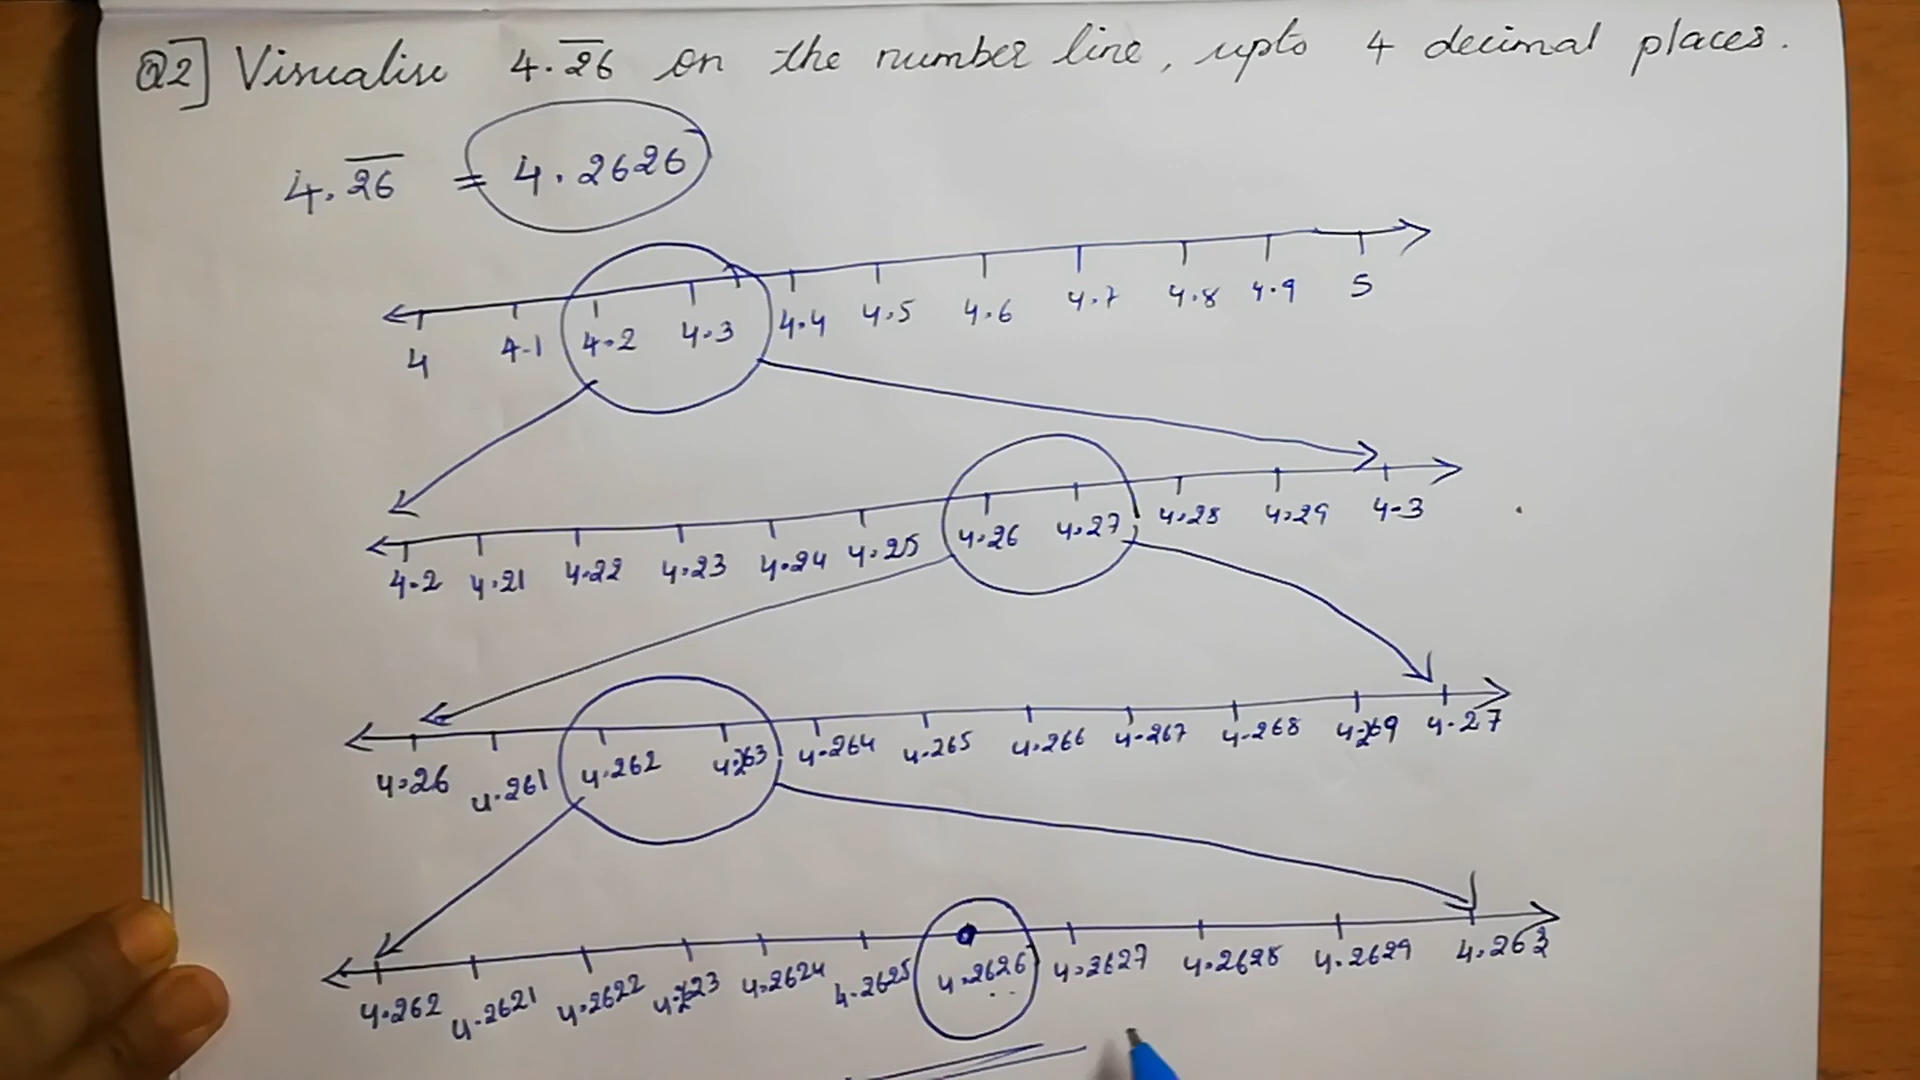 Q2] Visualise 4.2̅6̅ on the number line, upto 4 decimal places.
4.2̅6̅ = 4.2626
4 4.1 4.2 4.3 4.4 4.5 4.6 4.7 4.8 4.9 5
4.2 4.21 4.22 4.23 4.24 4.25 4.26 4.27 4.28 4.29 4.3
4.26 4.261 4.262 4.263 4.264 4.265 4.266 4.267 4.268 4.269 4.27
4.262 4.2621 4.2622 4.2624 4.2625 4.2626 4.2627 4.2628 4.2629 4.263